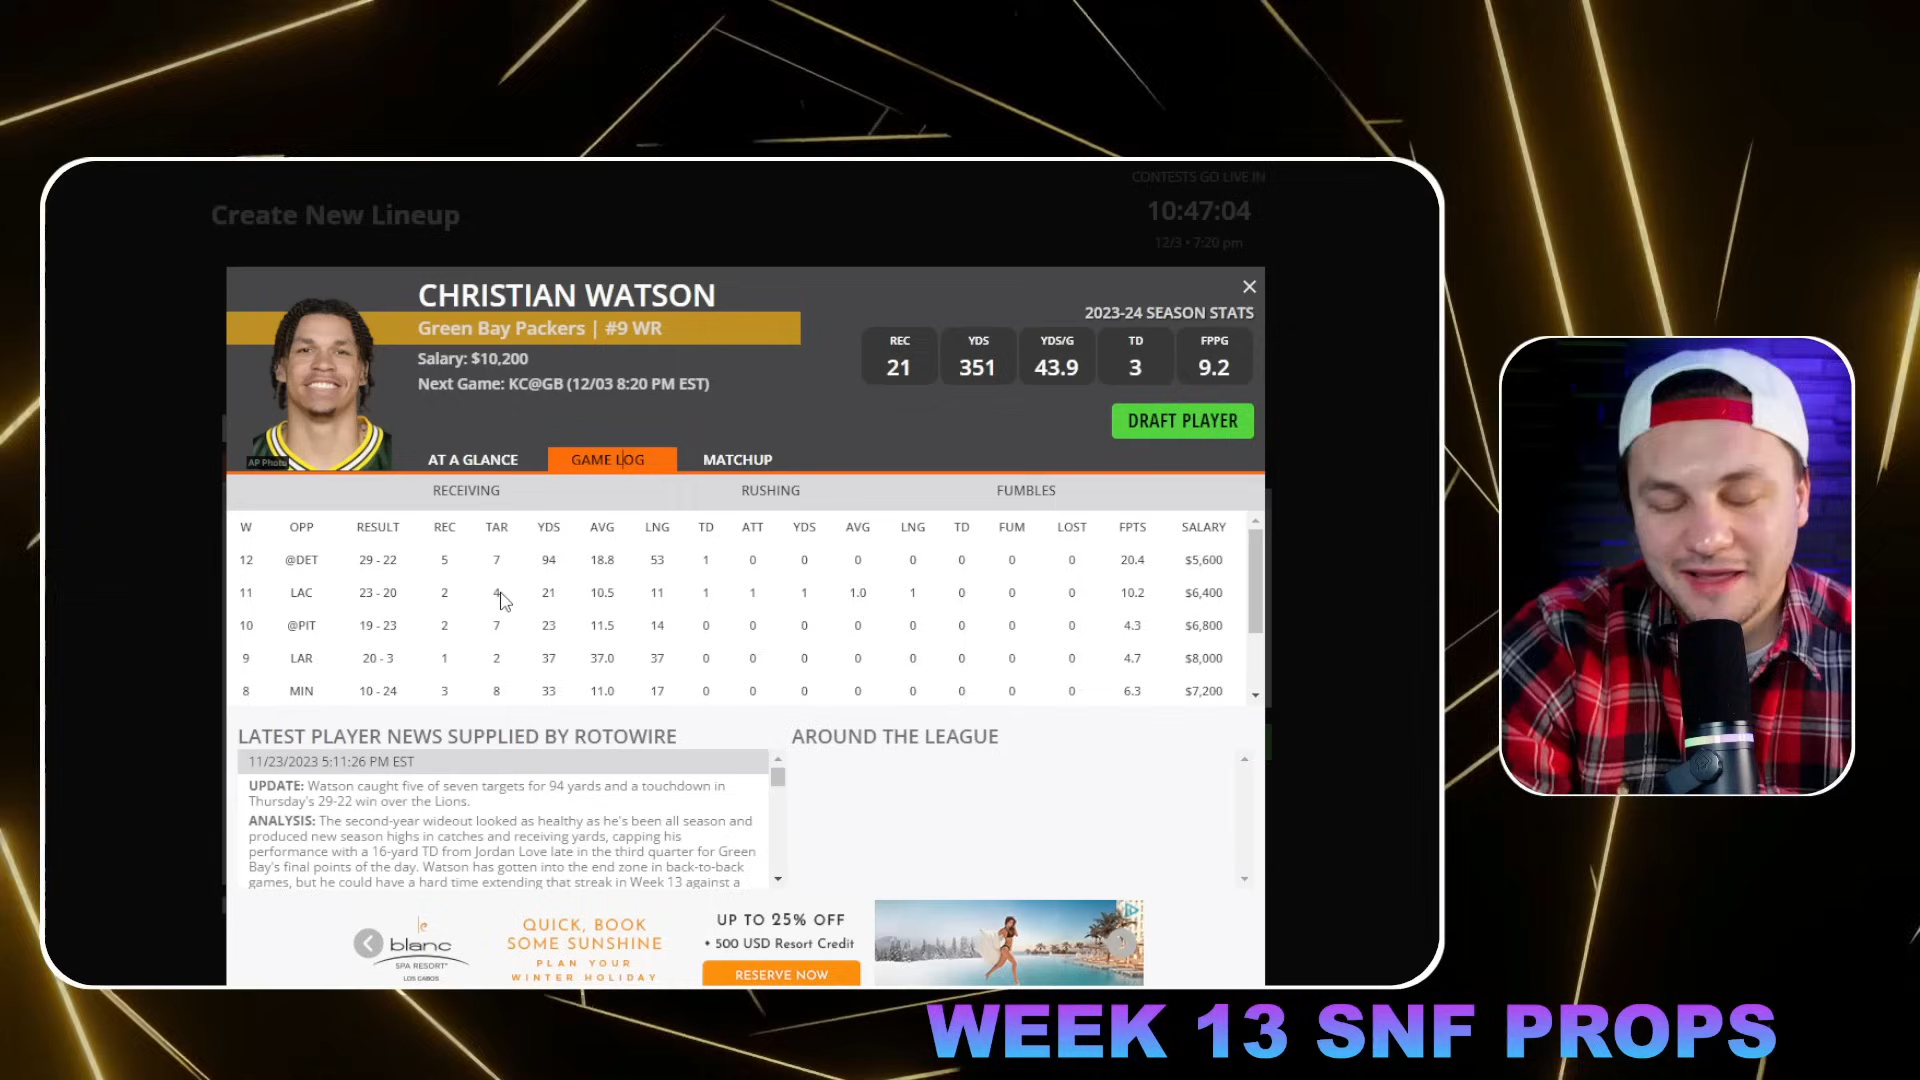 CONTESTS GO LIVE IN
Create New Lineup
10:47:04
12/3 • 7:20 pm
CHRISTIAN WATSON
Green Bay Packers | #9 WR
Salary: $10,200
Next Game: KC@GB (12/03 8:20 PM EST)
2023-24 SEASON STATS
REC YDS YDS/G TD FPPG
21 351 43.9 3 9.2
DRAFT PLAYER
AP Photo
AT A GLANCE GAME LOG MATCHUP
RECEIVING RUSHING FUMBLES
W OPP RESULT REC TAR YDS AVG LNG TD ATT YDS AVG LNG TD FUM LOST FPTS SALARY
12 @DET 29 - 22 5 7 94 18.8 53 1 0 0 0 0 0 0 0 20.4 $5,600
11 LAC 23 - 20 2 4 21 10.5 11 1 1 1 1.0 1 0 0 0 10.2 $6,400
10 @PIT 19 - 23 2 7 23 11.5 14 0 0 0 0 0 0 0 0 4.3 $6,800
9 LAR 20 - 3 1 2 37 37.0 37 0 0 0 0 0 0 0 0 4.7 $8,000
8 MIN 10 - 24 3 8 33 11.0 17 0 0 0 0 0 0 0 0 6.3 $7,200
LATEST PLAYER NEWS SUPPLIED BY ROTOWIRE
AROUND THE LEAGUE
11/23/2023 5:11:26 PM EST
UPDATE: Watson caught five of seven targets for 94 yards and a touchdown in
Thursday's 29-22 win over the Lions.
ANALYSIS: The second-year wideout looked as healthy as he's been all season and
produced new season highs in catches and receiving yards, capping his
performance with a 16-yard TD from Jordan Love late in the third quarter for Green
Bay's final points of the day. Watson has gotten into the end zone in back-to-back
games, but he could have a hard time extending that streak in Week 13 against a
le
blanc
SPA RESORT
LOS CABOS
QUICK, BOOK
SOME SUNSHINE
PLAN YOUR
WINTER HOLIDAY
UP TO 25% OFF
+ 500 USD Resort Credit
RESERVE NOW
WEEK 13 SNF PROPS